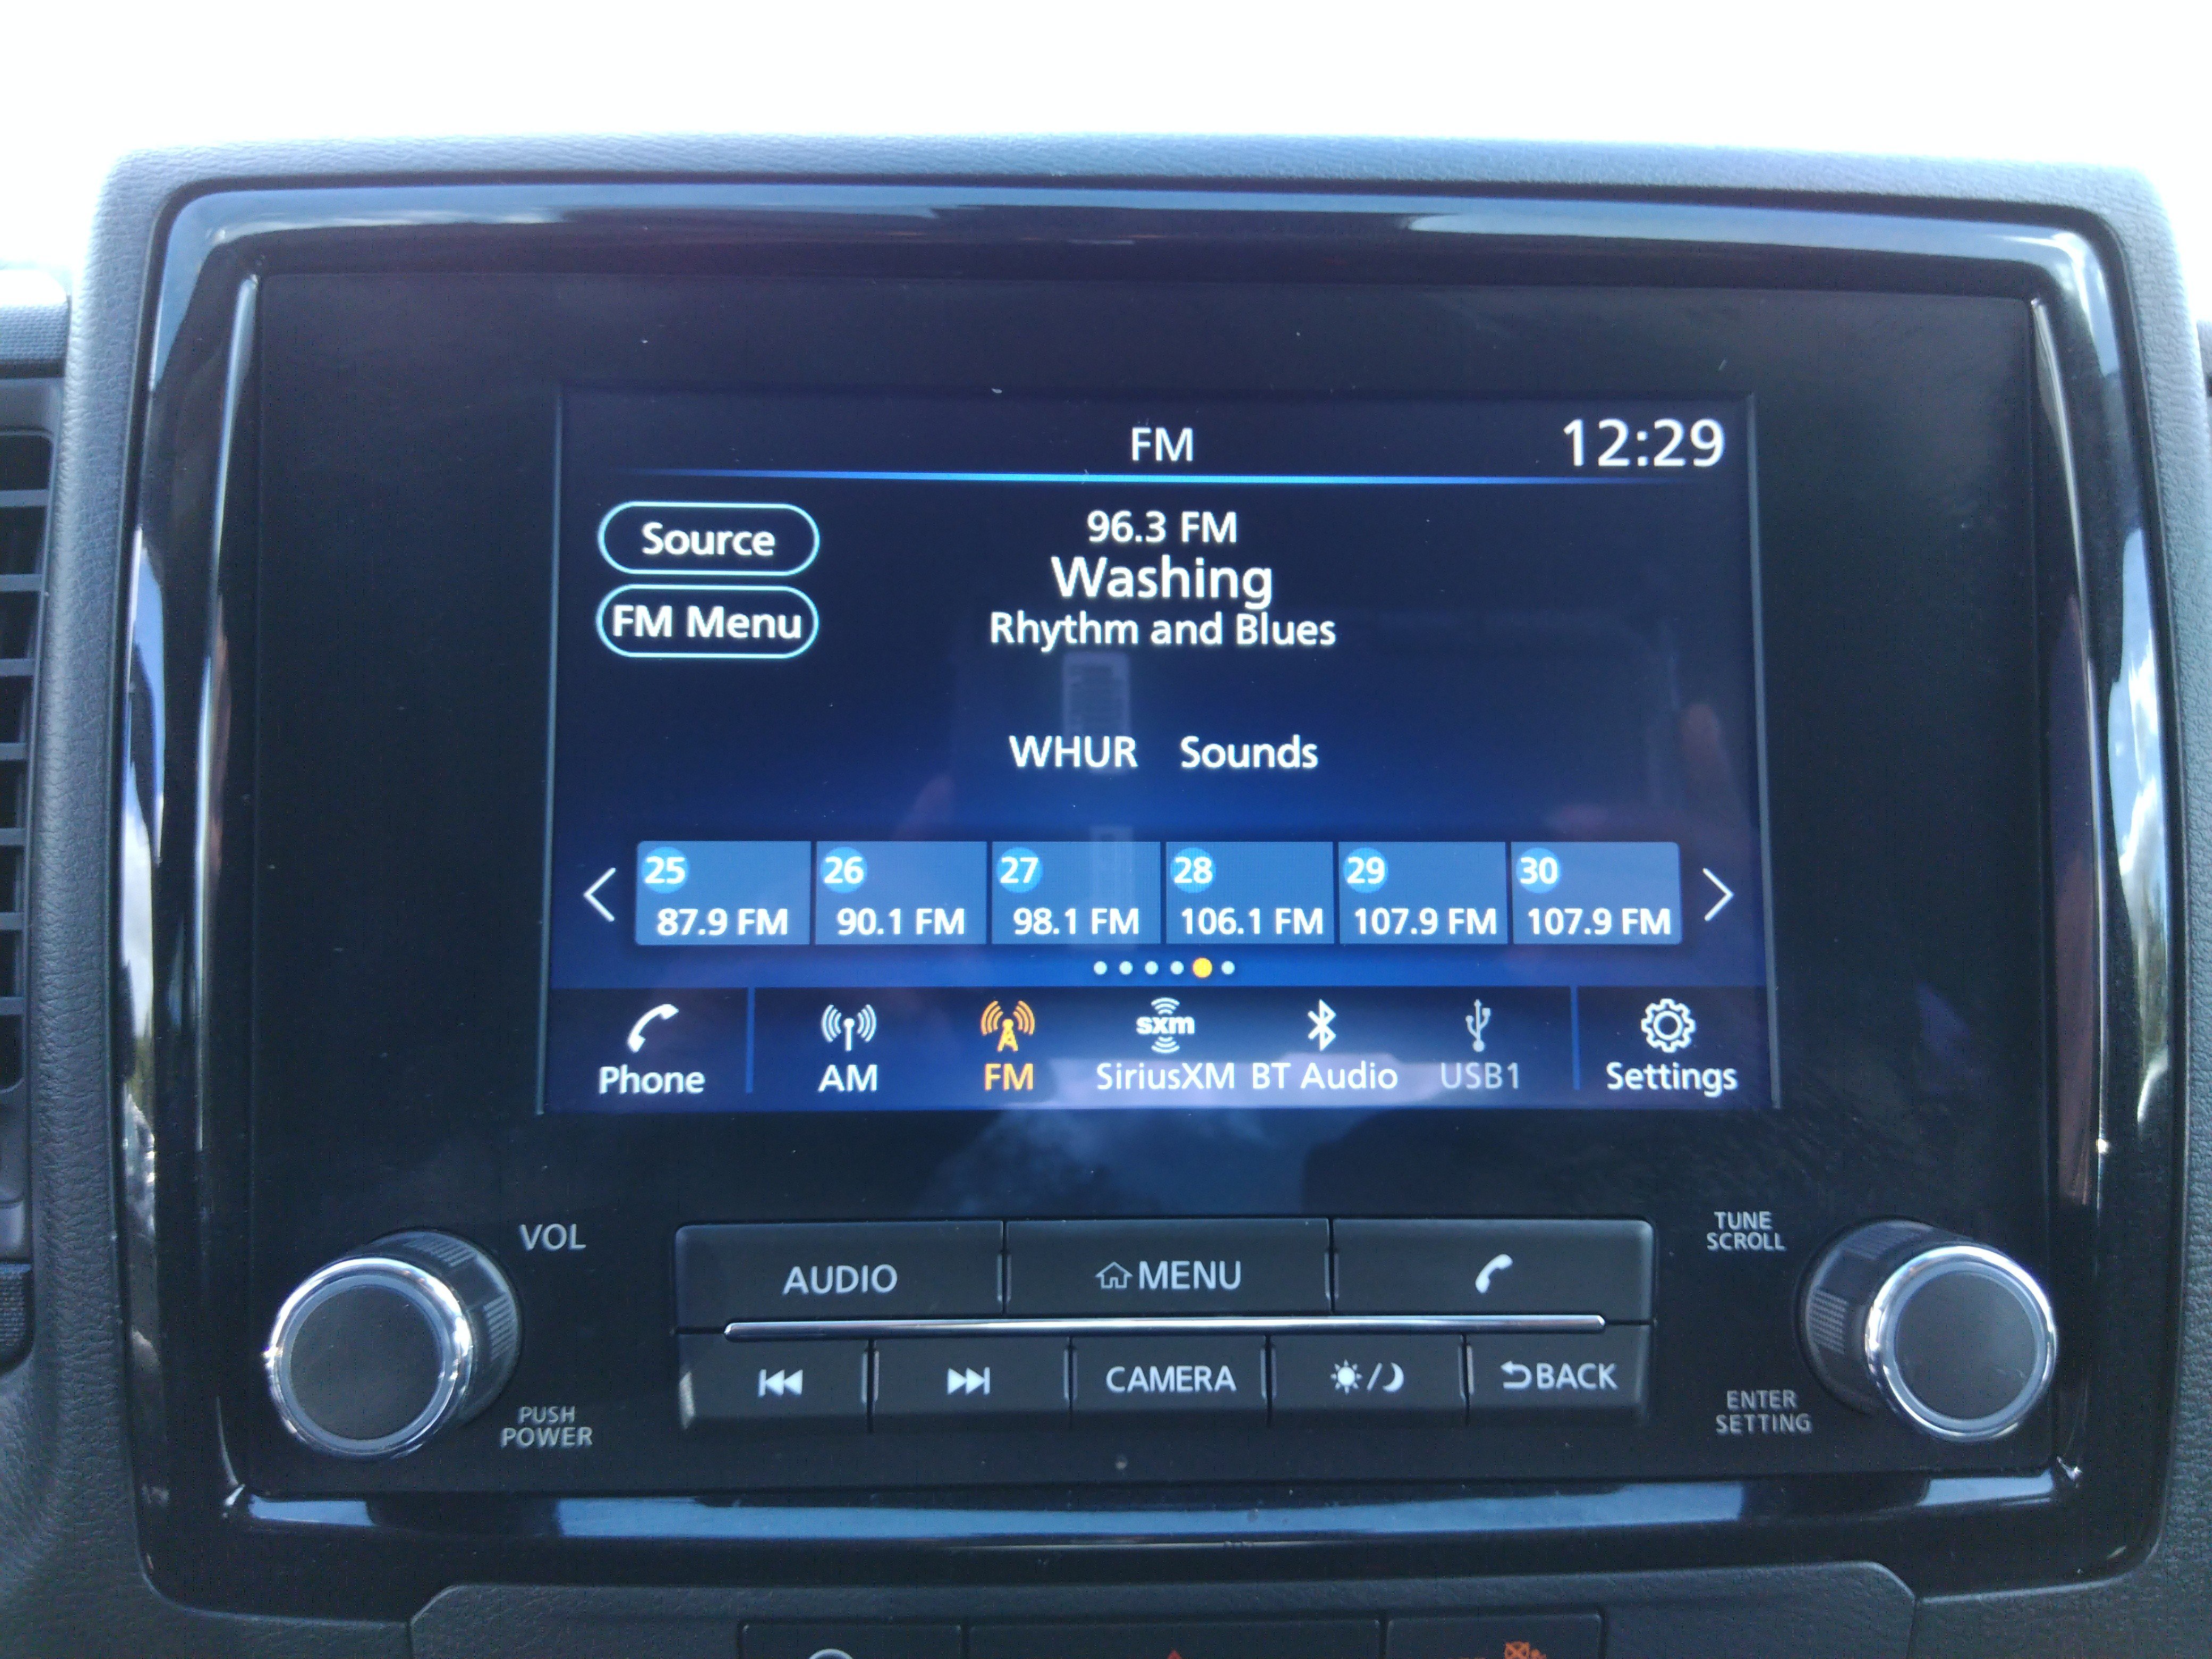 FM
12:29
Source
96.3 FM
Washing
FM Menu
Rhythm and Blues
WHUR Sounds
25 26 27 28 29 30
87.9 FM 90.1 FM 98.1 FM 106.1 FM 107.9 FM 107.9 FM
sxm
Phone AM FM SiriusXM BT Audio USB1 Settings
VOL
TUNE
SCROLL
AUDIO MENU
CAMERA BACK
PUSH
POWER
ENTER
SETTING